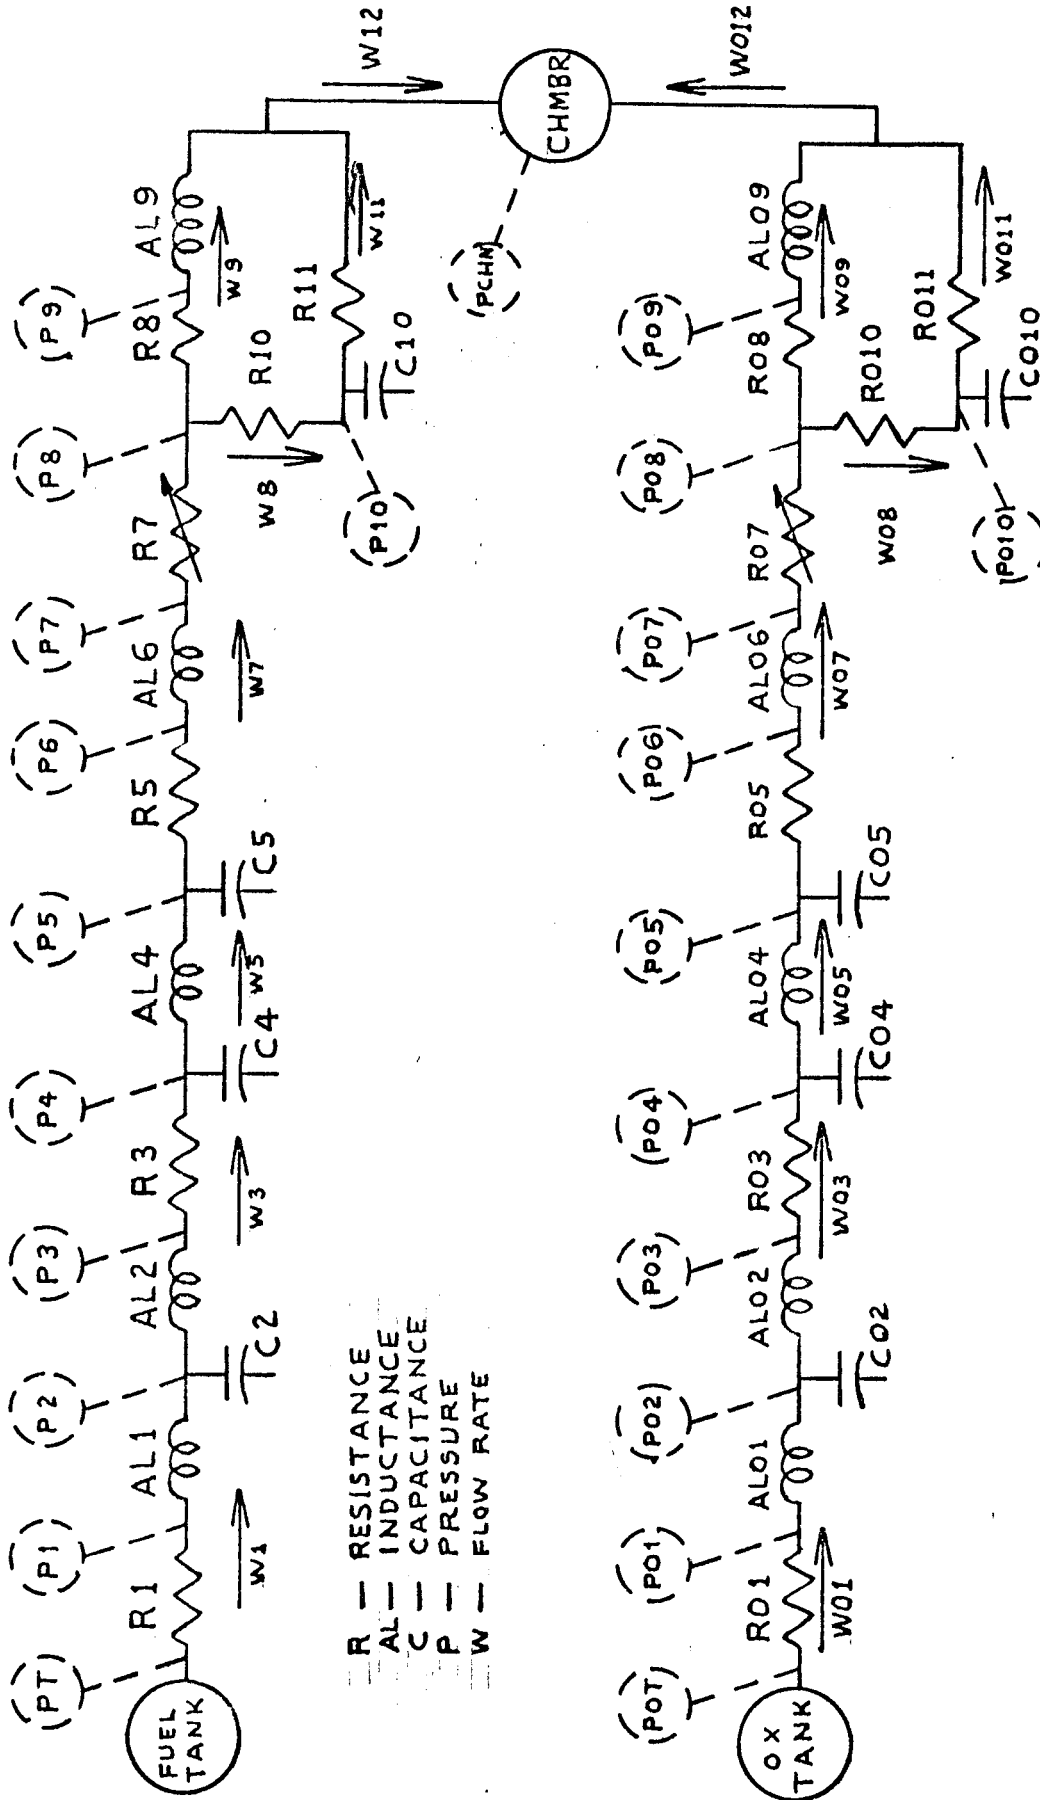 PT
P1
P2
P3
P4
P5
P6
P7
P8
P9
FUEL
TANK
R1
AL1
AL2
R3
AL4
R5
AL6
R7
R8
AL9
C2
C4
C5
R10
R11
C10
P10
W1
W3
W5
W7
W8
W9
W11
W12
R — RESISTANCE
AL — INDUCTANCE
C — CAPACITANCE
P — PRESSURE
W — FLOW RATE
PCHN
CHMBR
POT
PO1
PO2
PO3
PO4
PO5
PO6
PO7
PO8
PO9
OX
TANK
RO1
ALO1
ALO2
RO3
ALO4
RO5
ALO6
RO7
RO8
ALO9
CO2
CO4
CO5
RO10
RO11
CO10
PO10
WO1
WO3
WO5
WO7
WO8
WO9
WO11
WO12